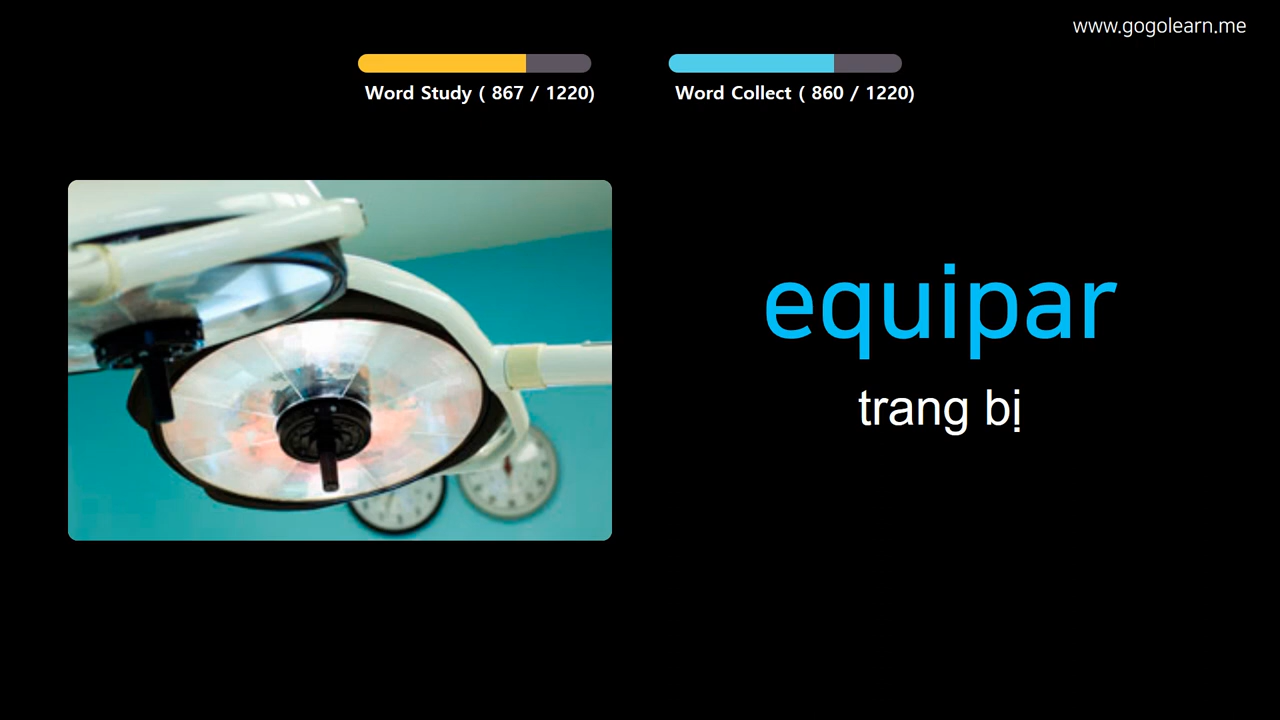 www.gogolearn.me
Word Study ( 867 / 1220)
Word Collect ( 860 / 1220)
equipar
trang bị